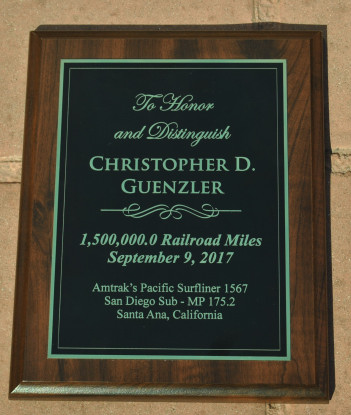 To Honor
and Distinguish
CHRISTOPHER D.
GUENZLER
1,500,000.0 Railroad Miles
September 9, 2017
Amtrak's Pacific Surfliner 1567
San Diego Sub - MP 175.2
Santa Ana, California